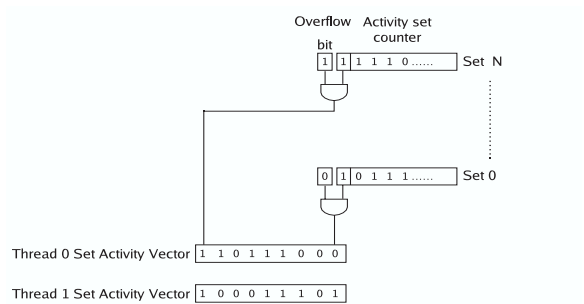 Overflow Activity set
bit counter
1 1 1 1 1 0...... Set N
0 1 0 1 1 1...... Set 0
Thread 0 Set Activity Vector 1 1 0 1 1 1 0 0 0
Thread 1 Set Activity Vector 1 0 0 0 1 1 1 0 1